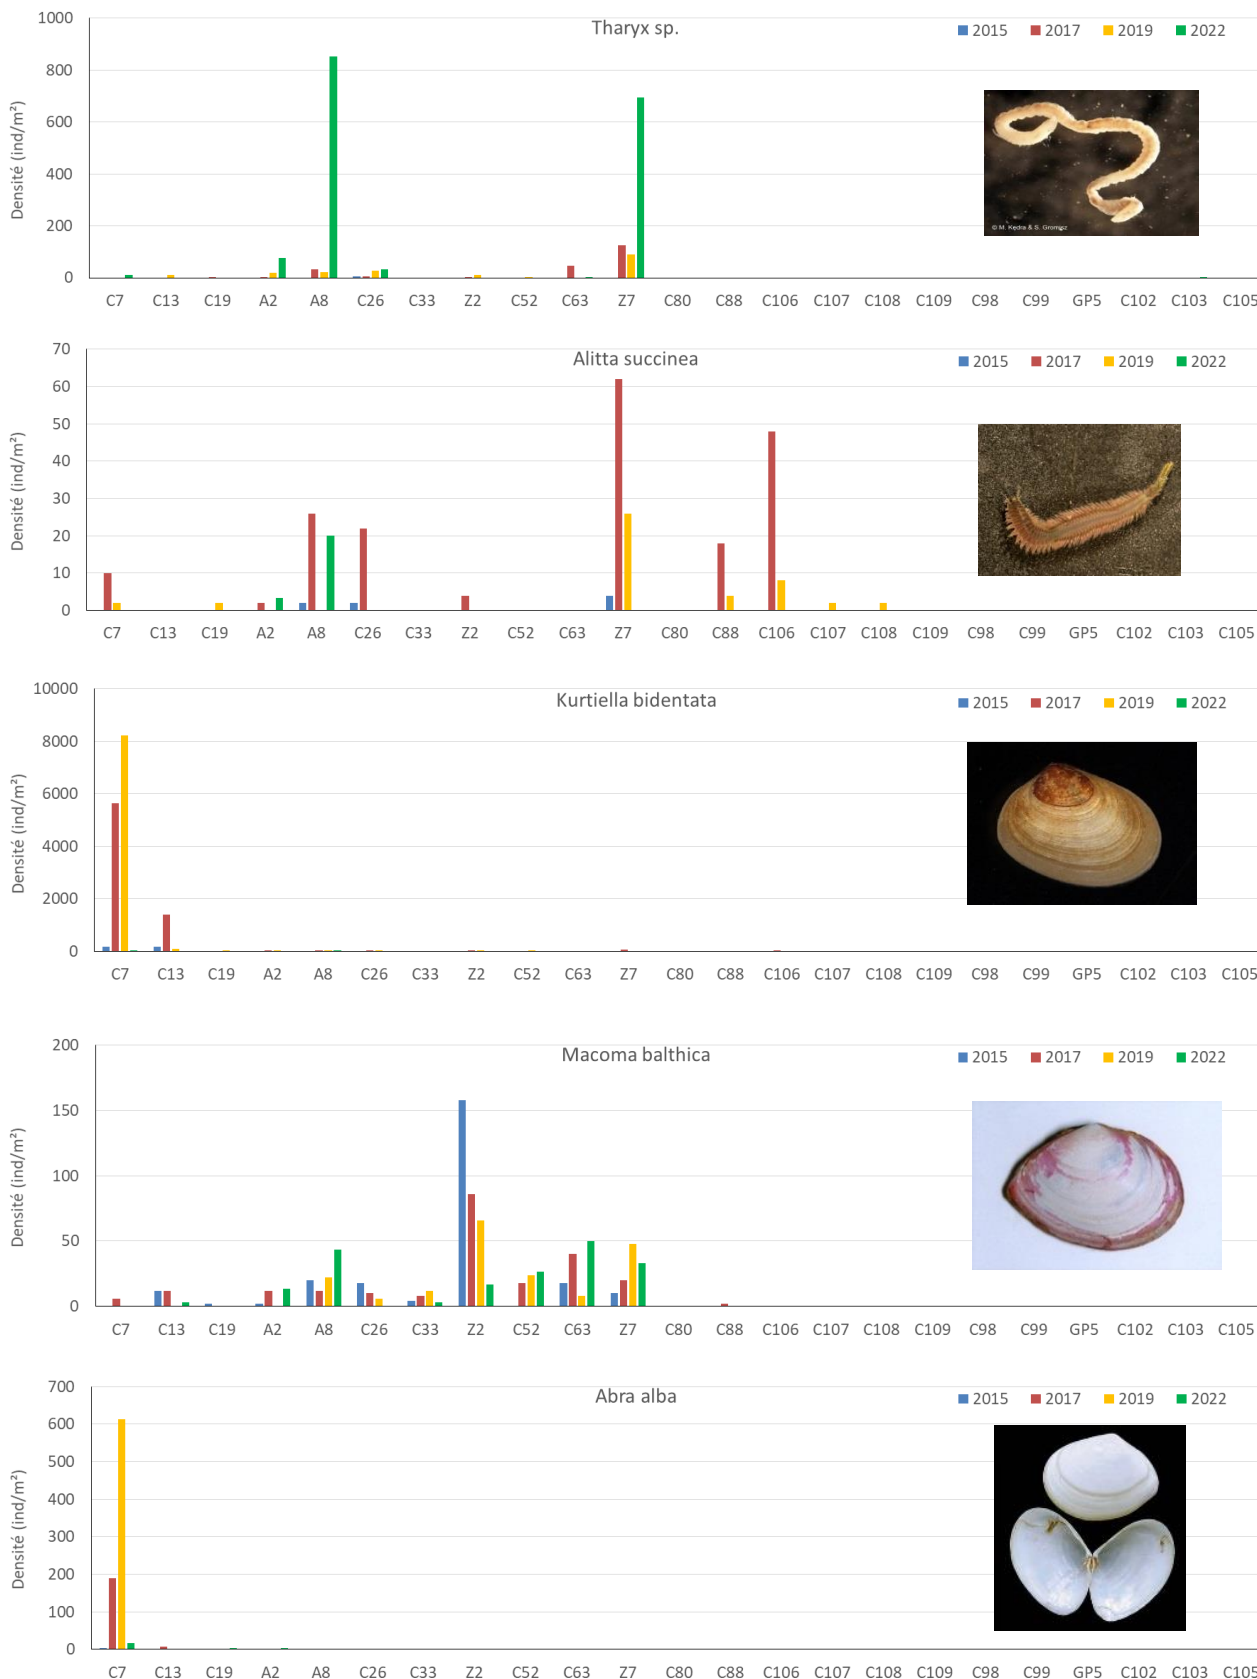 Tharyx sp.
2015 2017 2019 2022
Densité (ind/m²)
1000
800
600
400
200
0
© M. Kędra & S. Gromisz
C7 C13 C19 A2 A8 C26 C33 Z2 C52 C63 Z7 C80 C88 C106 C107 C108 C109 C98 C99 GP5 C102 C103 C105
Alitta succinea
2015 2017 2019 2022
Densité (ind/m²)
70
60
50
40
30
20
10
0
C7 C13 C19 A2 A8 C26 C33 Z2 C52 C63 Z7 C80 C88 C106 C107 C108 C109 C98 C99 GP5 C102 C103 C105
Kurtiella bidentata
2015 2017 2019 2022
Densité (ind/m²)
10000
8000
6000
4000
2000
0
C7 C13 C19 A2 A8 C26 C33 Z2 C52 C63 Z7 C80 C88 C106 C107 C108 C109 C98 C99 GP5 C102 C103 C105
Macoma balthica
2015 2017 2019 2022
Densité (ind/m²)
200
150
100
50
0
C7 C13 C19 A2 A8 C26 C33 Z2 C52 C63 Z7 C80 C88 C106 C107 C108 C109 C98 C99 GP5 C102 C103 C105
Abra alba
2015 2017 2019 2022
Densité (ind/m²)
700
600
500
400
300
200
100
0
C7 C13 C19 A2 A8 C26 C33 Z2 C52 C63 Z7 C80 C88 C106 C107 C108 C109 C98 C99 GP5 C102 C103 C105